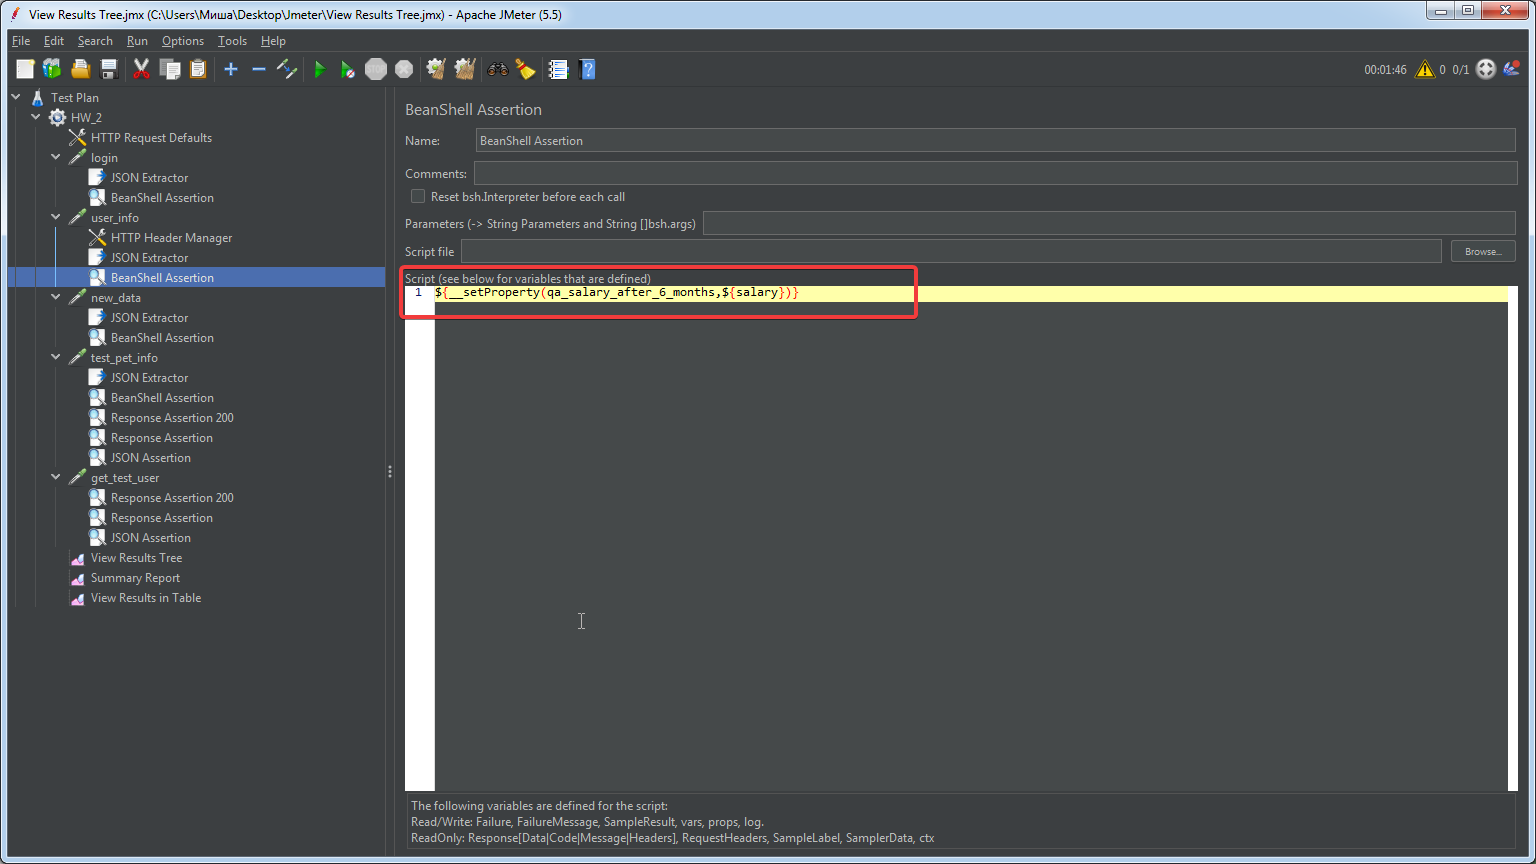 View Results Tree.jmx (C:\Users\Миша\Desktop\Jmeter\View Results Tree.jmx) - Apache JMeter (5.5)
File Edit Search Run Options Tools Help
00:01:46 0 0/1
Test Plan
HW_2
HTTP Request Defaults
login
JSON Extractor
BeanShell Assertion
user_info
HTTP Header Manager
JSON Extractor
BeanShell Assertion
new_data
JSON Extractor
BeanShell Assertion
test_pet_info
JSON Extractor
BeanShell Assertion
Response Assertion 200
Response Assertion
JSON Assertion
get_test_user
Response Assertion 200
Response Assertion
JSON Assertion
View Results Tree
Summary Report
View Results in Table
BeanShell Assertion
Name: BeanShell Assertion
Comments:
Reset bsh.Interpreter before each call
Parameters (-> String Parameters and String []bsh.args)
Script file Browse...
Script (see below for variables that are defined)
1 ${__setProperty(qa_salary_after_6_months,${salary})}
The following variables are defined for the script:
Read/Write: Failure, FailureMessage, SampleResult, vars, props, log.
ReadOnly: Response[Data|Code|Message|Headers], RequestHeaders, SampleLabel, SamplerData, ctx